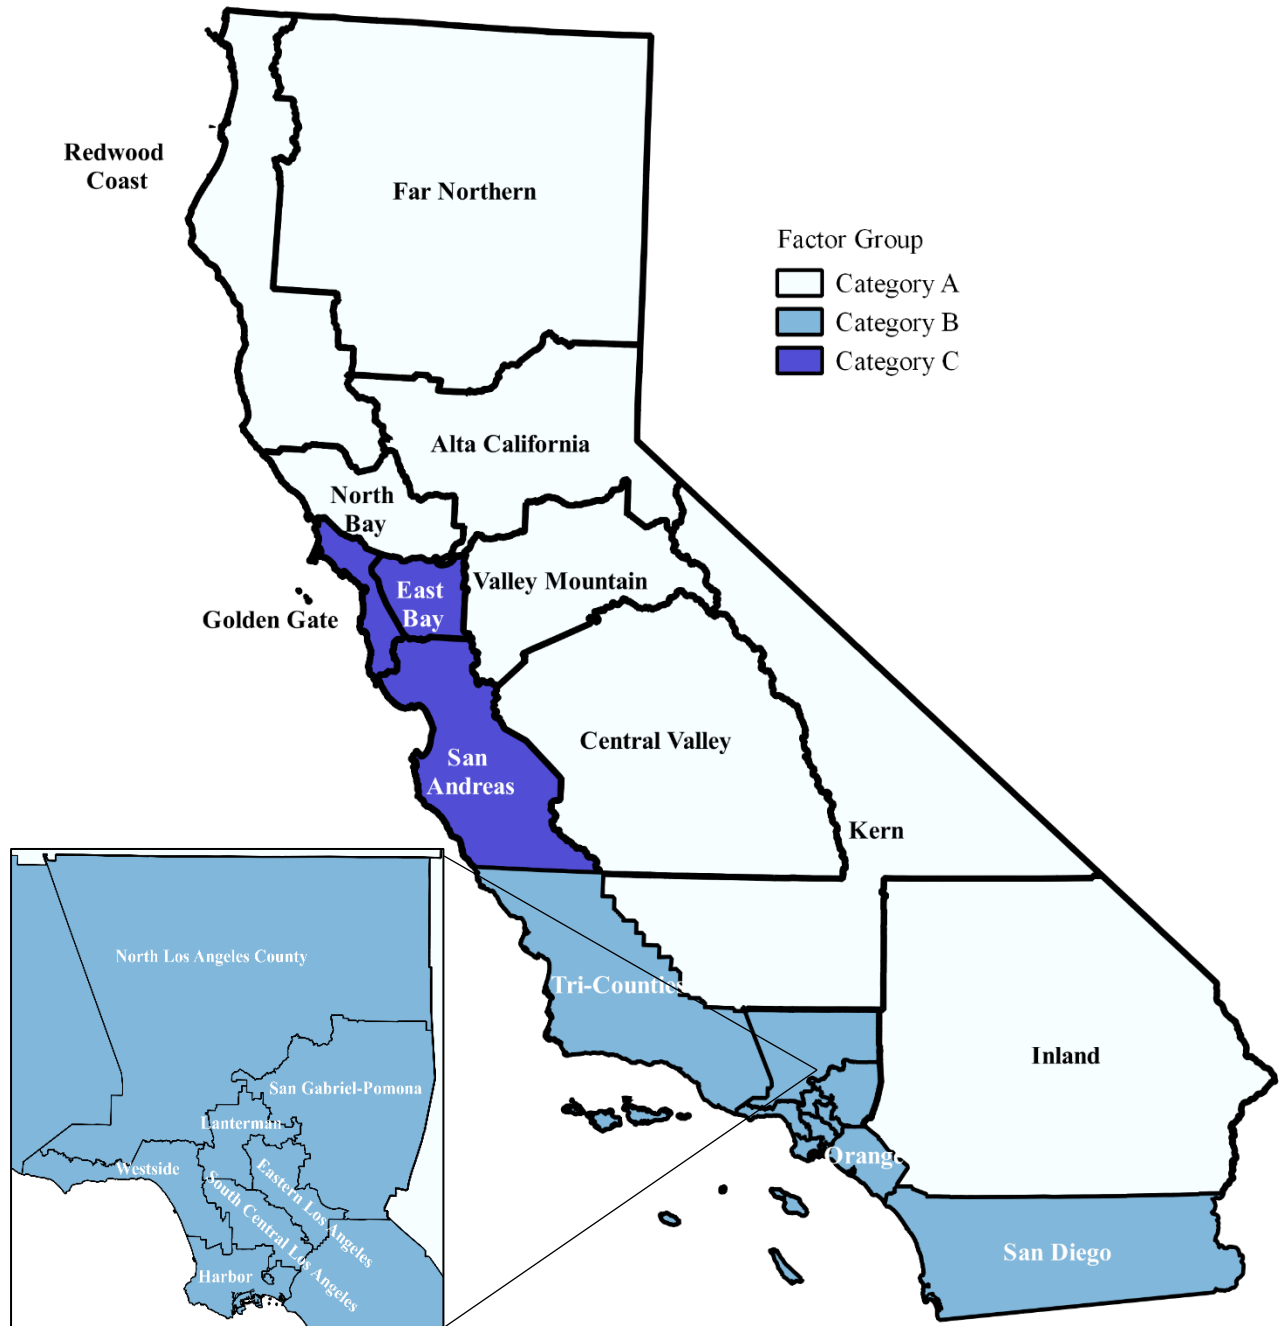 Redwood
Coast
Far Northern
Factor Group
Category A
Category B
Category C
Alta California
North
Bay
East
Bay
Valley Mountain
Golden Gate
Central Valley
San
Andreas
Kern
Tri-Counties
Inland
Orange
San Diego
North Los Angeles County
San Gabriel-Pomona
Lanterman
Westside
Eastern Los Angeles
South Central Los Angeles
Harbor